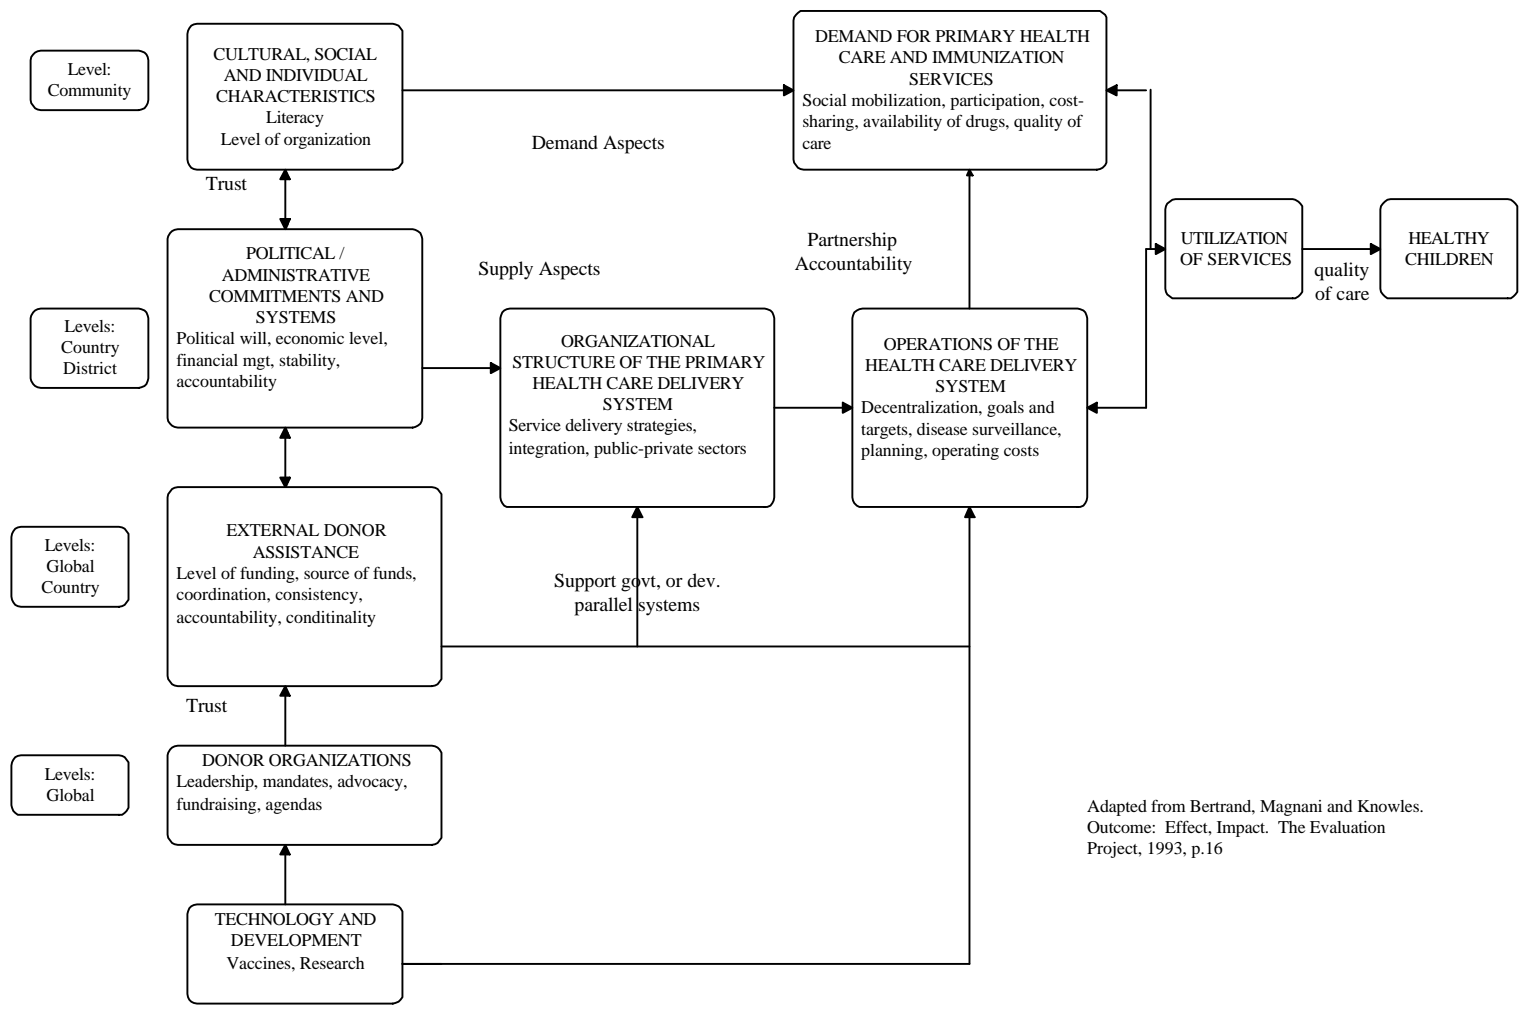 Level:
Community
CULTURAL, SOCIAL
AND INDIVIDUAL
CHARACTERISTICS
Literacy
Level of organization
DEMAND FOR PRIMARY HEALTH
CARE AND IMMUNIZATION
SERVICES
Social mobilization, participation, cost-
sharing, availability of drugs, quality of
care
Demand Aspects
Trust
Levels:
Country
District
POLITICAL /
ADMINISTRATIVE
COMMITMENTS AND
SYSTEMS
Political will, economic level,
financial mgt, stability,
accountability
Supply Aspects
Partnership
Accountability
ORGANIZATIONAL
STRUCTURE OF THE PRIMARY
HEALTH CARE DELIVERY
SYSTEM
Service delivery strategies,
integration, public-private sectors
OPERATIONS OF THE
HEALTH CARE DELIVERY
SYSTEM
Decentralization, goals and
targets, disease surveillance,
planning, operating costs
UTILIZATION
OF SERVICES
quality
of care
HEALTHY
CHILDREN
Levels:
Global
Country
EXTERNAL DONOR
ASSISTANCE
Level of funding, source of funds,
coordination, consistency,
accountability, conditinality
Support govt, or dev.
parallel systems
Trust
Levels:
Global
DONOR ORGANIZATIONS
Leadership, mandates, advocacy,
fundraising, agendas
Adapted from Bertrand, Magnani and Knowles.
Outcome:  Effect, Impact.  The Evaluation
Project, 1993, p.16
TECHNOLOGY AND
DEVELOPMENT
Vaccines, Research